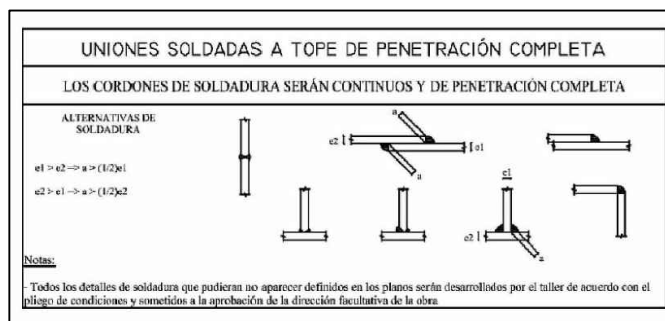 UNIONES SOLDADAS A TOPE DE PENETRACIÓN COMPLETA
LOS CORDONES DE SOLDADURA SERÁN CONTINUOS Y DE PENETRACIÓN COMPLETA
ALTERNATIVAS DE
SOLDADURA
e1 > e2 => a > (1/2)e1
e2 > e1 => a > (1/2)e2
a
e2
e1
a
e1
e2
a
Notas:
- Todos los detalles de soldadura que pudieran no aparecer definidos en los planos serán desarrollados por el taller de acuerdo con el
pliego de condiciones y sometidos a la aprobación de la dirección facultativa de la obra